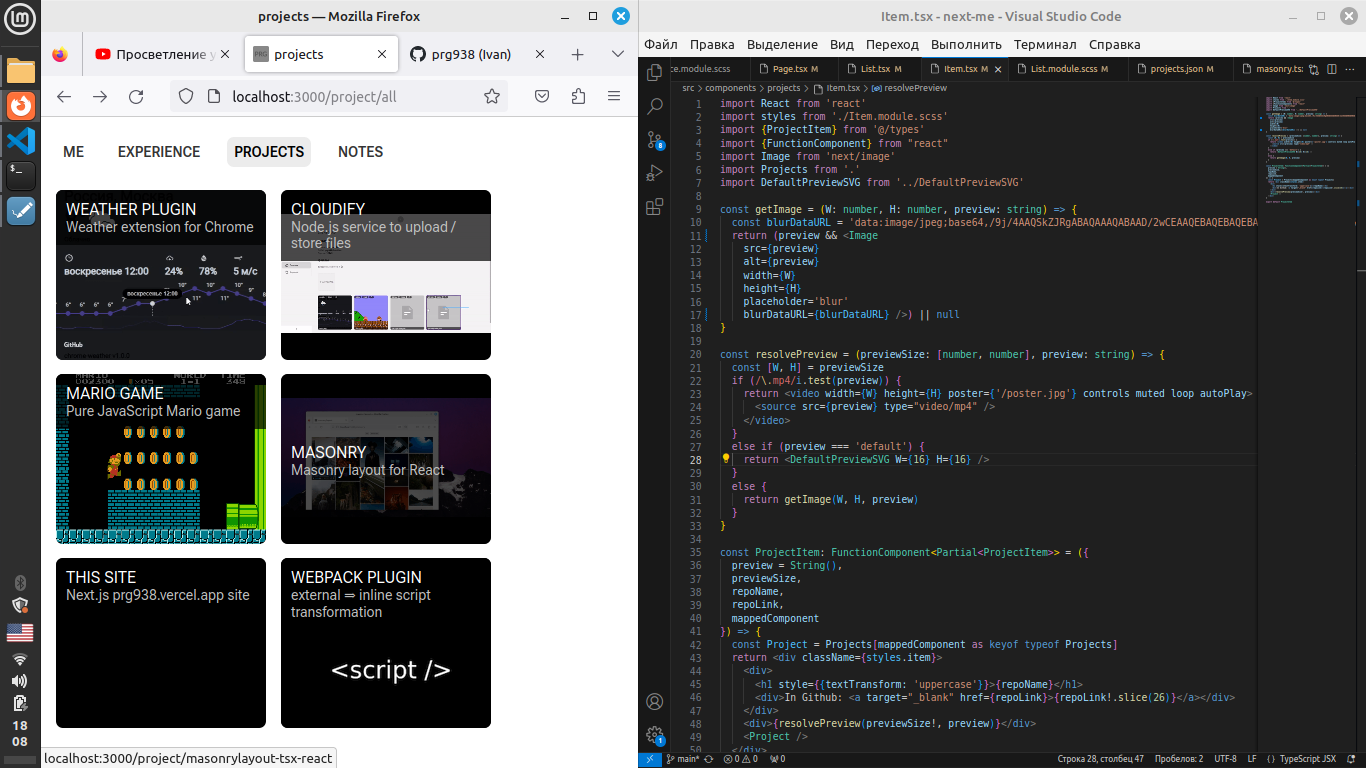 projects — Mozilla Firefox
Просветление у
projects
prg938 (Ivan)
localhost:3000/project/all
ME
EXPERIENCE
PROJECTS
NOTES
WEATHER PLUGIN
Weather extension for Chrome
воскресенье 12:00
24%
78%
5 м/с
воскресенье 12:00
GitHub
CLOUDIFY
Node.js service to upload /
store files
MARIO GAME
Pure JavaScript Mario game
MASONRY
Masonry layout for React
THIS SITE
Next.js prg938.vercel.app site
WEBPACK PLUGIN
external ⇒ inline script
transformation
<script />
localhost:3000/project/masonrylayout-tsx-react
18
08
Item.tsx - next-me - Visual Studio Code
Файл Правка Выделение Вид Переход Выполнить Терминал Справка
ce.module.scss
Page.tsx M
List.tsx M
Item.tsx M
List.module.scss M
projects.json M
masonry.ts:
src > components > projects > Item.tsx > resolvePreview
1 import React from 'react'
2 import styles from './Item.module.scss'
3 import {ProjectItem} from '@/types'
4 import {FunctionComponent} from "react"
5 import Image from 'next/image'
6 import Projects from '.'
7 import DefaultPreviewSVG from '../DefaultPreviewSVG'
8
9 const getImage = (W: number, H: number, preview: string) => {
10 const blurDataURL = 'data:image/jpeg;base64,/9j/4AAQSkZJRgABAQAAAQABAAD/2wCEAAQEBAQEBAQEBA
11 return (preview && <Image
12 src={preview}
13 alt={preview}
14 width={W}
15 height={H}
16 placeholder='blur'
17 blurDataURL={blurDataURL} />) || null
18 }
19
20 const resolvePreview = (previewSize: [number, number], preview: string) => {
21 const [W, H] = previewSize
22 if (/\.mp4/i.test(preview)) {
23 return <video width={W} height={H} poster={'/poster.jpg'} controls muted loop autoPlay>
24 <source src={preview} type="video/mp4" />
25 </video>
26 }
27 else if (preview === 'default') {
28 return <DefaultPreviewSVG W={16} H={16} />
29 }
30 else {
31 return getImage(W, H, preview)
32 }
33 }
34
35 const ProjectItem: FunctionComponent<Partial<ProjectItem>> = ({
36 preview = String(),
37 previewSize,
38 repoName,
39 repoLink,
40 mappedComponent
41 }) => {
42 const Project = Projects[mappedComponent as keyof typeof Projects]
43 return <div className={styles.item}>
44 <div>
45 <h1 style={{textTransform: 'uppercase'}}>{repoName}</h1>
46 <div>In Github: <a target="_blank" href={repoLink}>{repoLink!.slice(26)}</a></div>
47 </div>
48 <div>{resolvePreview(previewSize!, preview)}</div>
49 <Project />
50 </div>
main*
0 0
0
Строка 28, столбец 47
Пробелов: 2
UTF-8
LF
TypeScript JSX